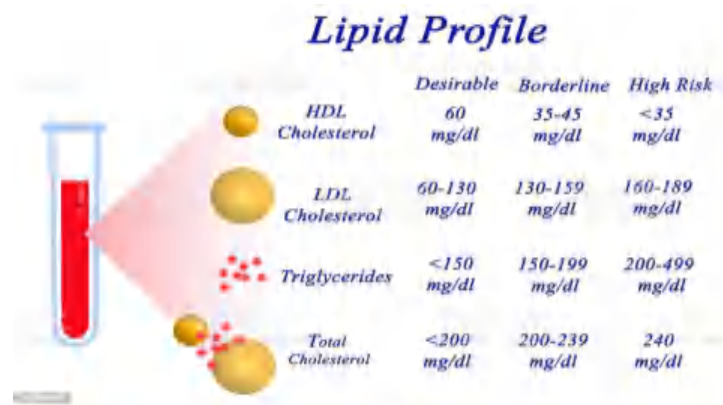 Lipid Profile
Desirable Borderline High Risk
HDL Cholesterol 60 mg/dl 35-45 mg/dl <35 mg/dl
LDL Cholesterol 60-130 mg/dl 130-159 mg/dl 160-189 mg/dl
Triglycerides <150 mg/dl 150-199 mg/dl 200-499 mg/dl
Total Cholesterol <200 mg/dl 200-239 mg/dl 240 mg/dl